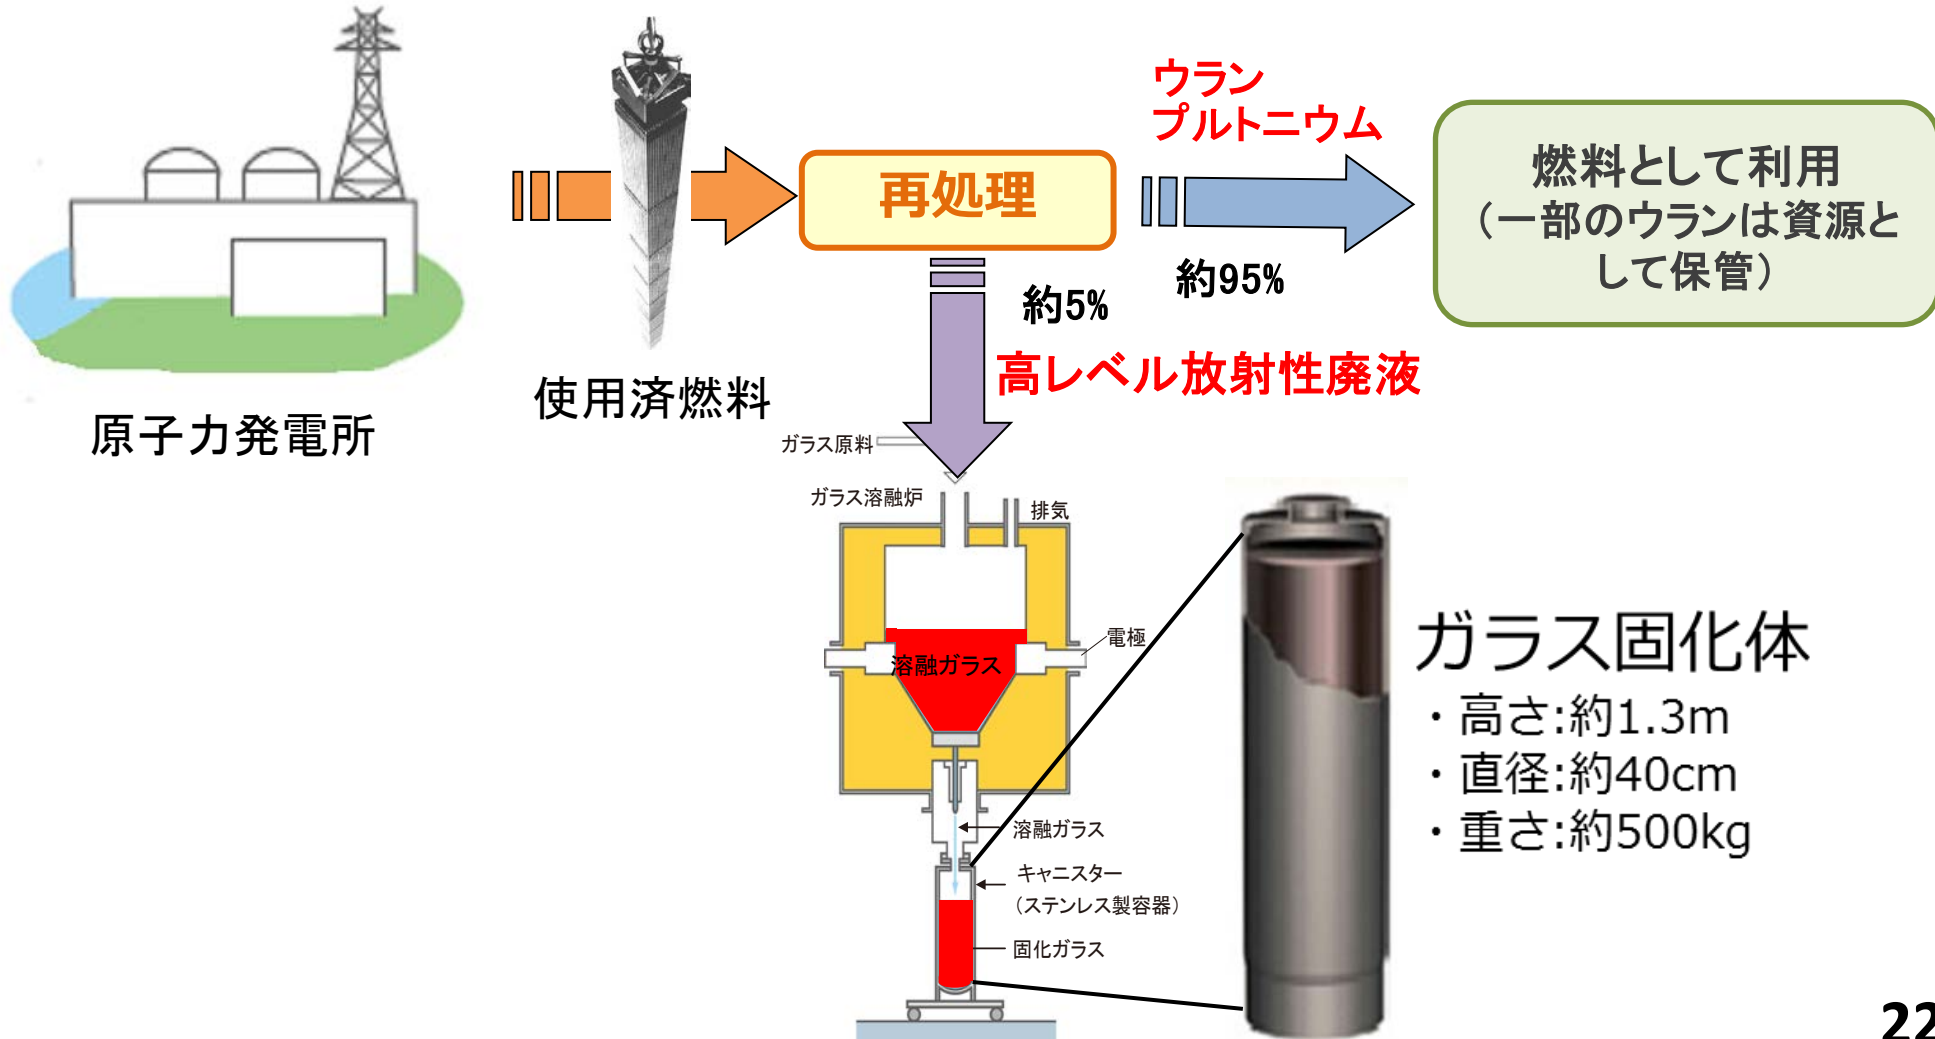 原子力発電所
使用済燃料
再処理
ウラン
プルトニウム
約95%
燃料として利用
（一部のウランは資源と
して保管）
約5%
高レベル放射性廃液
ガラス原料
ガラス溶融炉
排気
電極
溶融ガラス
溶融ガラス
キャニスター
（ステンレス製容器）
固化ガラス
ガラス固化体
・高さ:約1.3m
・直径:約40cm
・重さ:約500kg
22